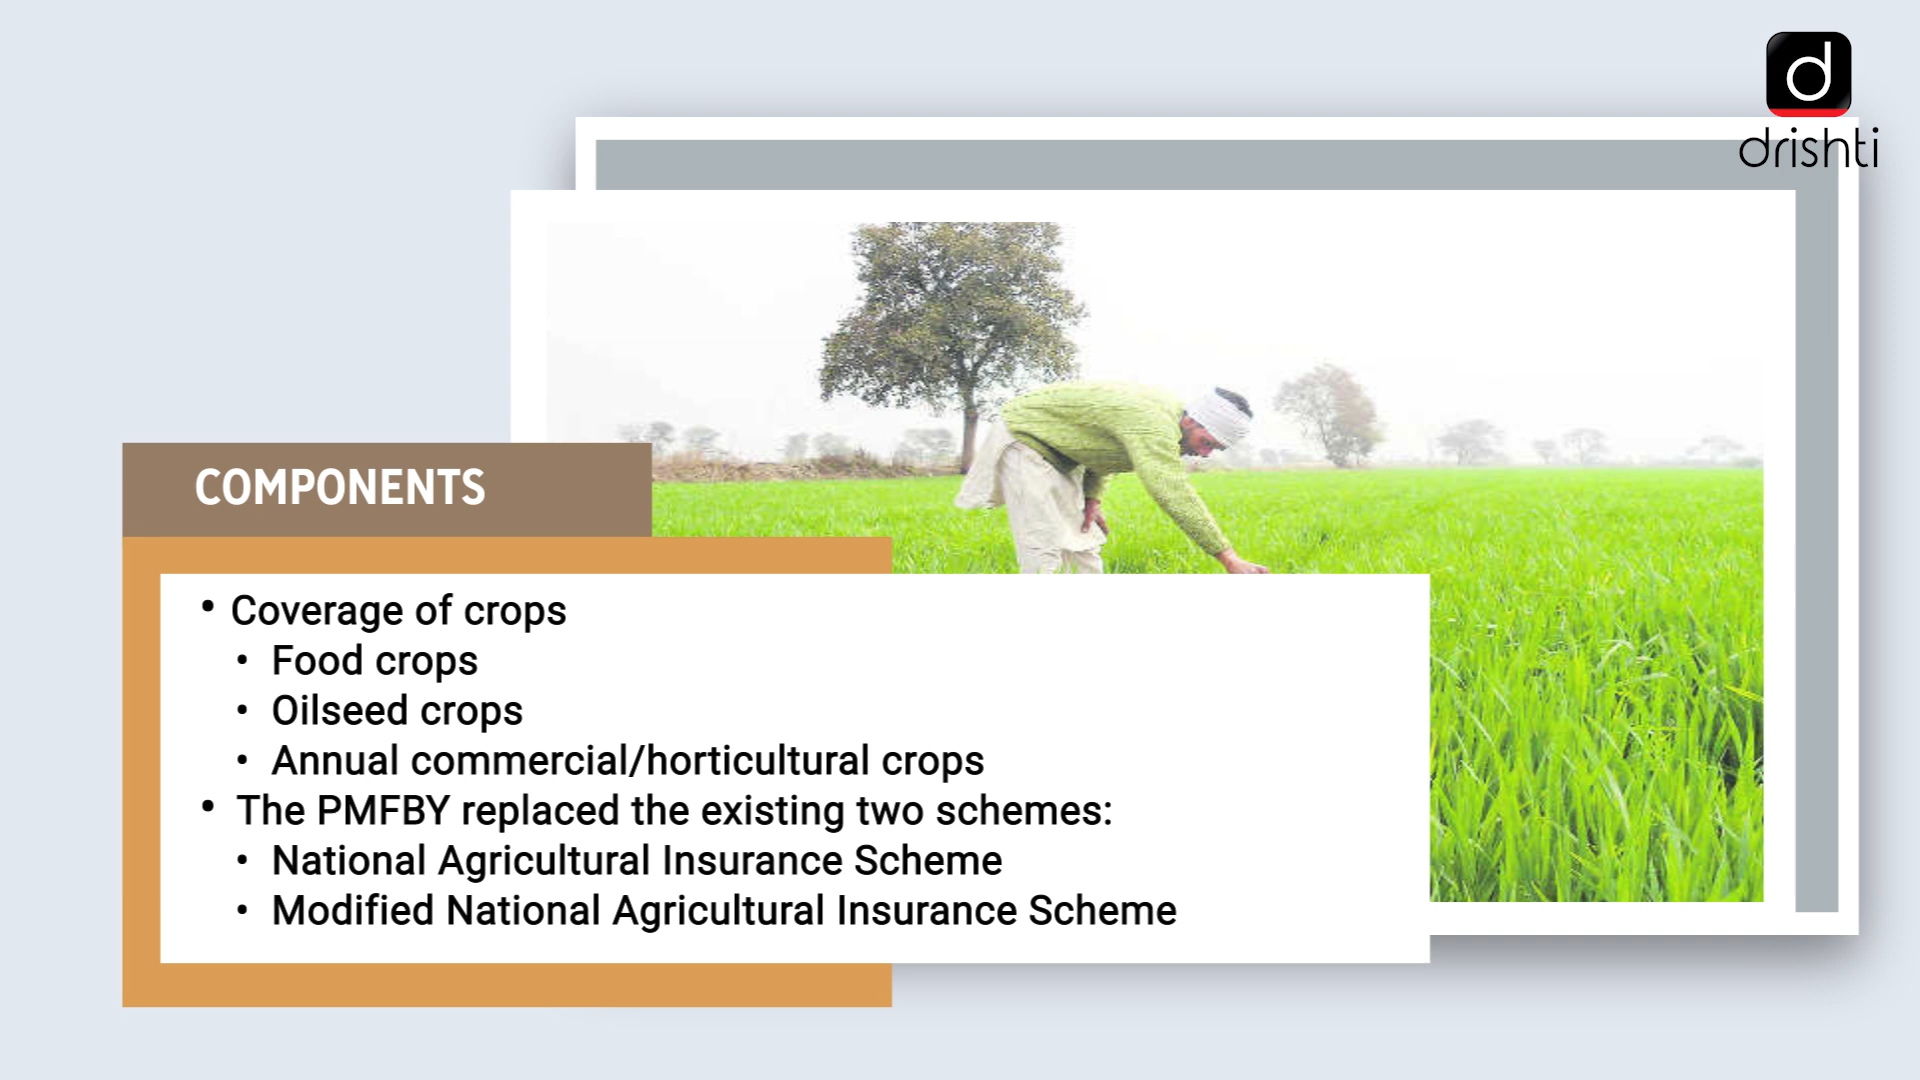 d
drishti
COMPONENTS
• Coverage of crops
• Food crops
• Oilseed crops
• Annual commercial/horticultural crops
• The PMFBY replaced the existing two schemes:
• National Agricultural Insurance Scheme
• Modified National Agricultural Insurance Scheme